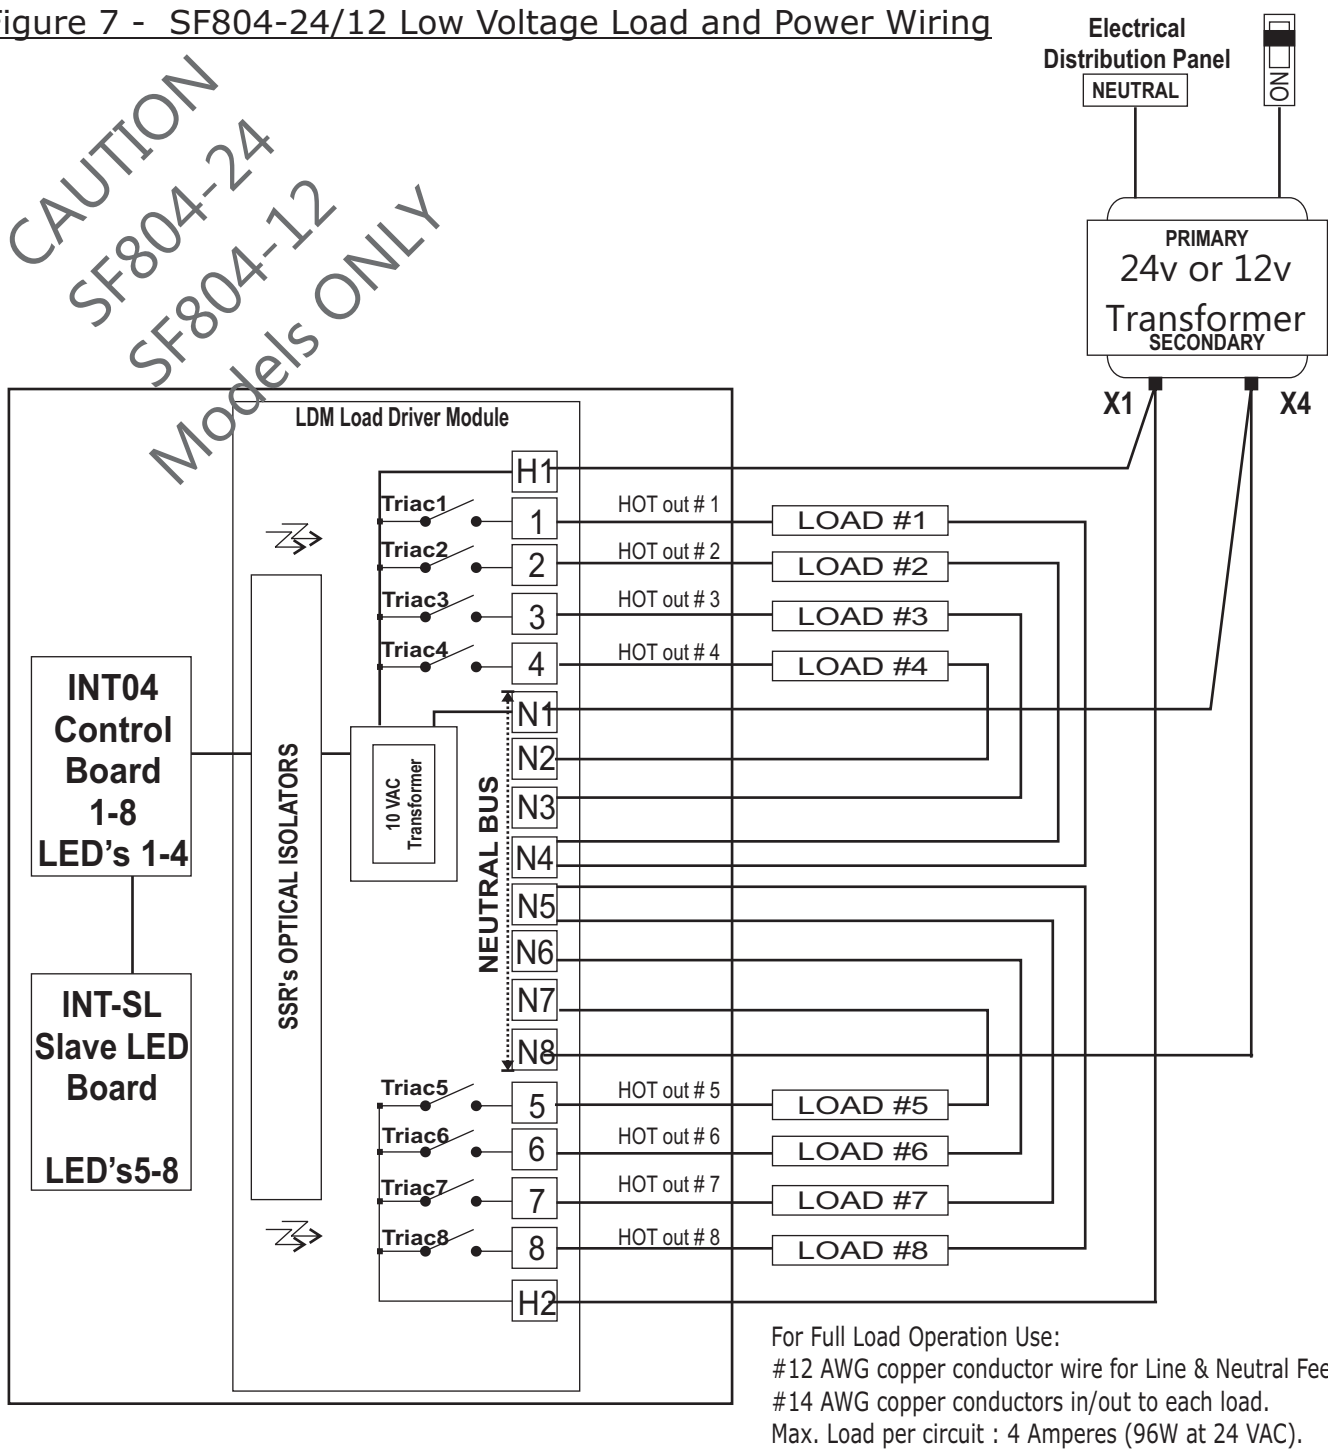 Figure 7 - SF804-24/12 Low Voltage Load and Power Wiring
Electrical
Distribution Panel
NEUTRAL
ON
CAUTION
SF804-24
SF804-12
Models ONLY
PRIMARY
24v or 12v
Transformer
SECONDARY
X1
X4
LDM Load Driver Module
H1
Triac1
1
HOT out # 1
LOAD #1
Triac2
2
HOT out # 2
LOAD #2
Triac3
3
HOT out # 3
LOAD #3
Triac4
4
HOT out # 4
LOAD #4
INT04
Control
Board
1-8
LED's 1-4
INT-SL
Slave LED
Board
LED's5-8
SSR's OPTICAL ISOLATORS
10 VAC
Transformer
NEUTRAL BUS
N1
N2
N3
N4
N5
N6
N7
N8
Triac5
5
HOT out # 5
LOAD #5
Triac6
6
HOT out # 6
LOAD #6
Triac7
7
HOT out # 7
LOAD #7
Triac8
8
HOT out # 8
LOAD #8
H2
For Full Load Operation Use:
#12 AWG copper conductor wire for Line & Neutral Fee
#14 AWG copper conductors in/out to each load.
Max. Load per circuit : 4 Amperes (96W at 24 VAC).